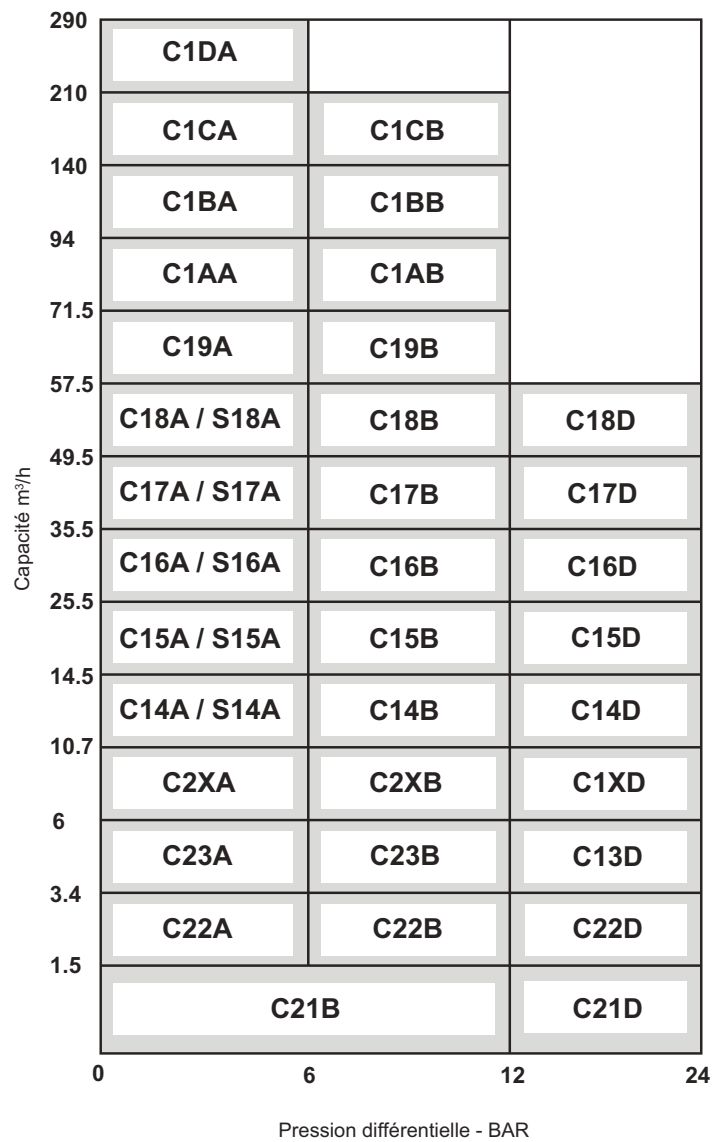 290
C1DA
210
C1CA C1CB
140
C1BA C1BB
94
C1AA C1AB
71.5
C19A C19B
57.5
C18A / S18A C18B C18D
49.5
C17A / S17A C17B C17D
35.5
C16A / S16A C16B C16D
25.5
C15A / S15A C15B C15D
14.5
C14A / S14A C14B C14D
10.7
C2XA C2XB C1XD
6
C23A C23B C13D
3.4
C22A C22B C22D
1.5
C21B C21D
0 6 12 24
Capacité m³/h
Pression différentielle - BAR